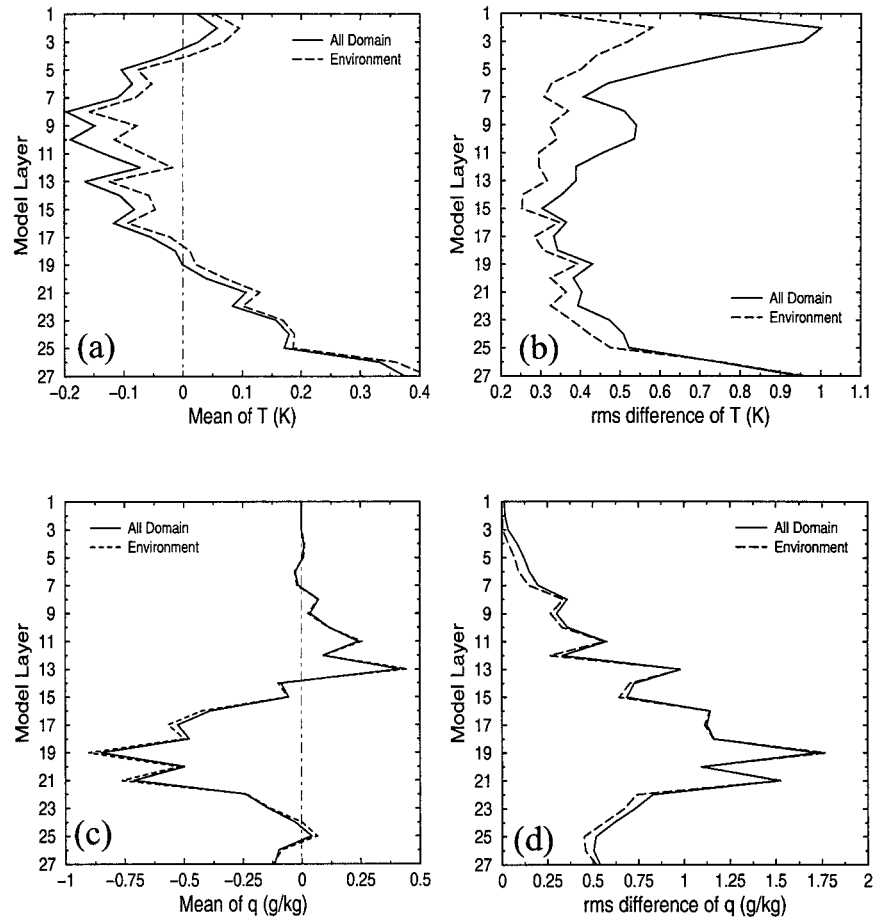 1
3
5
7
9
11
13
15
17
19
21
23
25
27
Model Layer
All Domain
Environment
(a)
−0.2 −0.1 0 0.1 0.2 0.3 0.4
Mean of T (K)
1
3
5
7
9
11
13
15
17
19
21
23
25
27
Model Layer
All Domain
Environment
(b)
0.2 0.3 0.4 0.5 0.6 0.7 0.8 0.9 1 1.1
rms difference of T (K)
1
3
5
7
9
11
13
15
17
19
21
23
25
27
Model Layer
All Domain
Environment
(c)
−1 −0.75 −0.5 −0.25 0 0.25 0.5
Mean of q (g/kg)
1
3
5
7
9
11
13
15
17
19
21
23
25
27
Model Layer
All Domain
Environment
(d)
0 0.25 0.5 0.75 1 1.25 1.5 1.75 2
rms difference of q (g/kg)